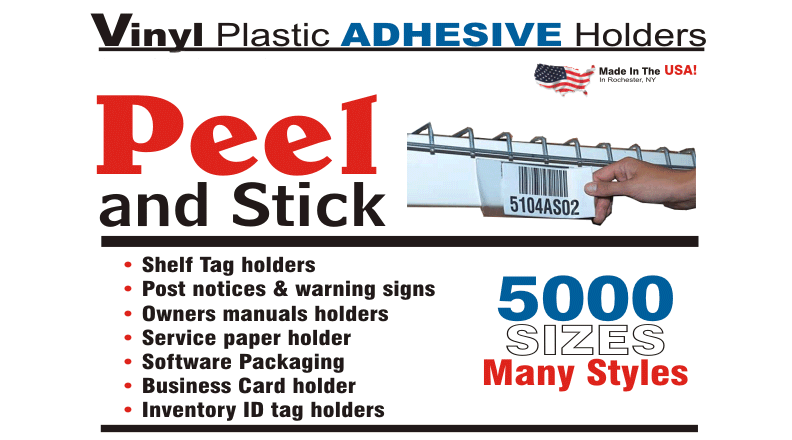 Vinyl Plastic ADHESIVE Holders
Made In The USA!
In Rochester, NY
Peel
and Stick
5104AS02
• Shelf Tag holders
• Post notices & warning signs
• Owners manuals holders
• Service paper holder
• Software Packaging
• Business Card holder
• Inventory ID tag holders
5000
SIZES
Many Styles